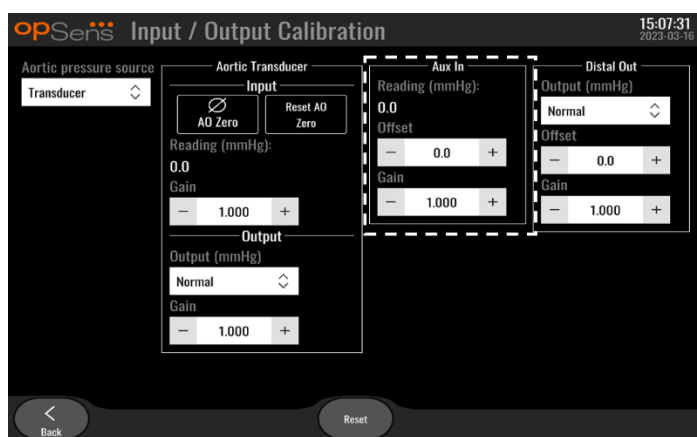 opSens Input / Output Calibration
15:07:31
2023-03-16
Aortic pressure source
Transducer
Aortic Transducer
Input
AO Zero
Reset AO
Zero
Reading (mmHg):
0.0
Gain
− 1.000 +
Output
Output (mmHg)
Normal
Gain
− 1.000 +
Aux In
Reading (mmHg):
0.0
Offset
− 0.0 +
Gain
− 1.000 +
Distal Out
Output (mmHg)
Normal
Offset
− 0.0 +
Gain
− 1.000 +
Back
Reset